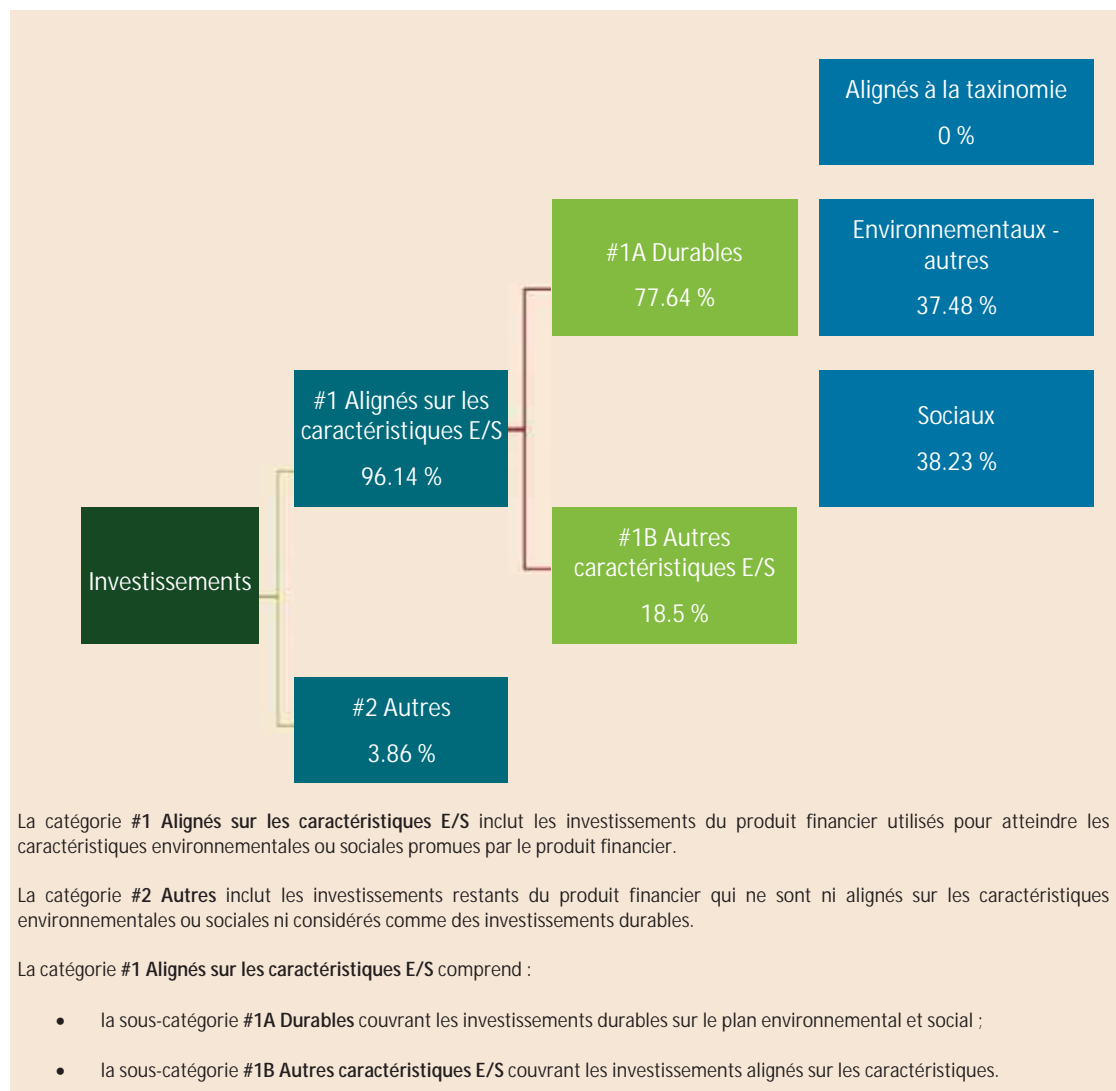 Alignés à la taxinomie
0 %
#1A Durables
77.64 %
Environnementaux -
autres
37.48 %
#1 Alignés sur les
caractéristiques E/S
96.14 %
Sociaux
38.23 %
Investissements
#1B Autres
caractéristiques E/S
18.5 %
#2 Autres
3.86 %
La catégorie #1 Alignés sur les caractéristiques E/S inclut les investissements du produit financier utilisés pour atteindre les
caractéristiques environnementales ou sociales promues par le produit financier.
La catégorie #2 Autres inclut les investissements restants du produit financier qui ne sont ni alignés sur les caractéristiques
environnementales ou sociales ni considérés comme des investissements durables.
La catégorie #1 Alignés sur les caractéristiques E/S comprend :
• la sous-catégorie #1A Durables couvrant les investissements durables sur le plan environnemental et social ;
• la sous-catégorie #1B Autres caractéristiques E/S couvrant les investissements alignés sur les caractéristiques.